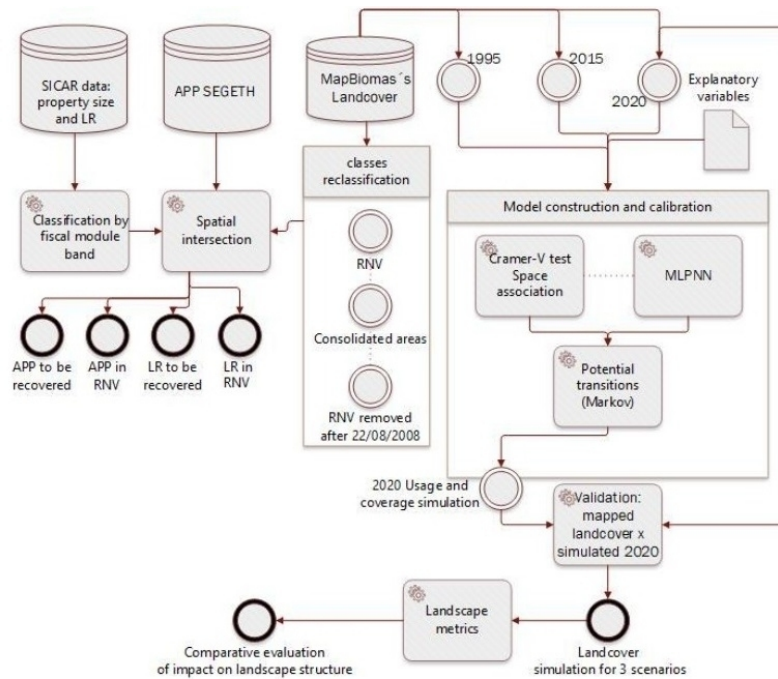 SICAR data:
property size
and LR
APP SEGETH
MapBiomas´s
Landcover
1995
2015
2020
Explanatory
variables
classes
reclassification
Classification by
fiscal module
band
Spatial
intersection
RNV
Consolidated areas
RNV removed
after 22/08/2008
APP to be
recovered
APP in
RNV
LR to be
recovered
LR in
RNV
Model construction and calibration
Cramer-V test
Space
association
MLPNN
Potential
transitions
(Markov)
2020 Usage and
coverage simulation
Validation:
mapped
landcover x
simulated 2020
Landscape
metrics
Comparative evaluation
of impact on landscape structure
Landcover
simulation for 3 scenarios